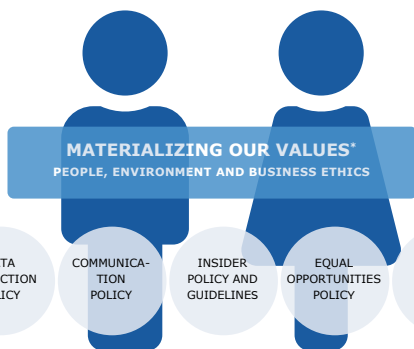 MATERIALIZING OUR VALUES*
PEOPLE, ENVIRONMENT AND BUSINESS ETHICS
COMMUNICA-
TION
POLICY
INSIDER
POLICY AND
GUIDELINES
EQUAL
OPPORTUNITIES
POLICY